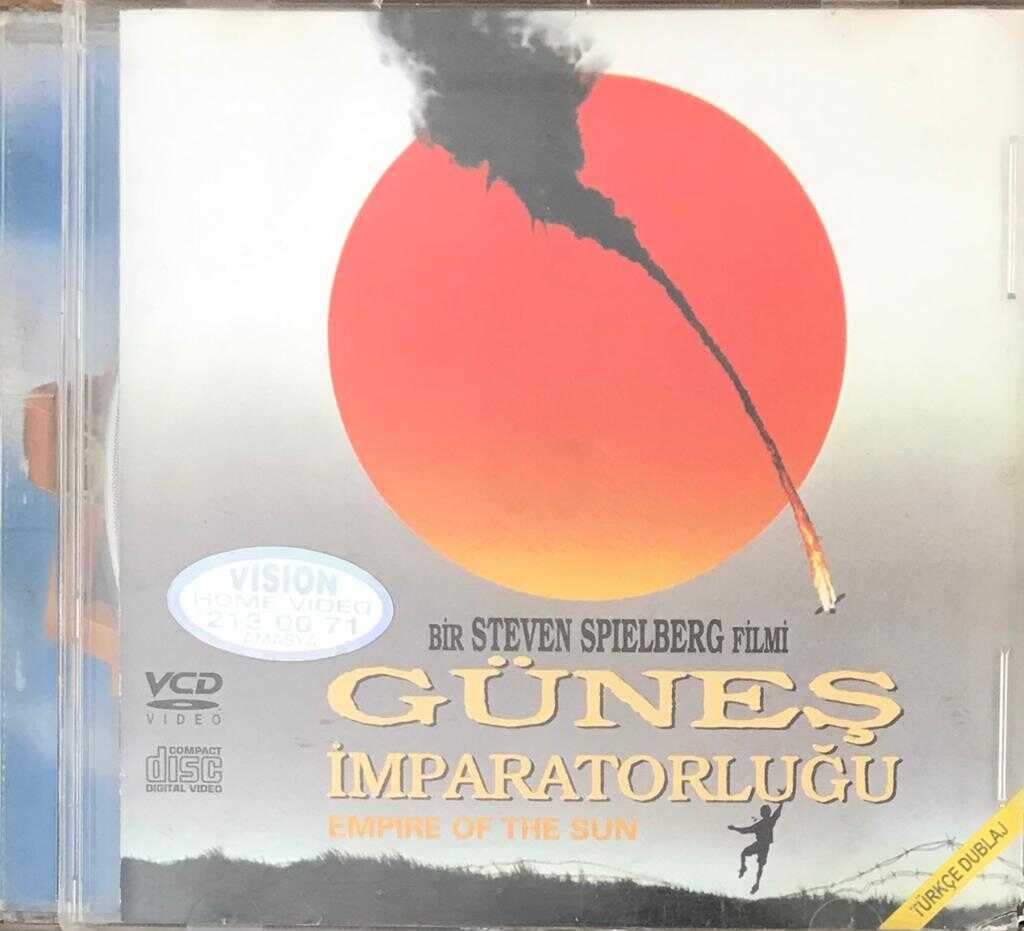 VISION
HOME VIDEO
213 00 71
AMASYA
BİR STEVEN SPIELBERG FİLMİ
GÜNEŞ
İMPARATORLUĞU
EMPIRE OF THE SUN
VCD
VIDEO
COMPACT
disc
DIGITAL VIDEO
TÜRKÇE DUBLAJ